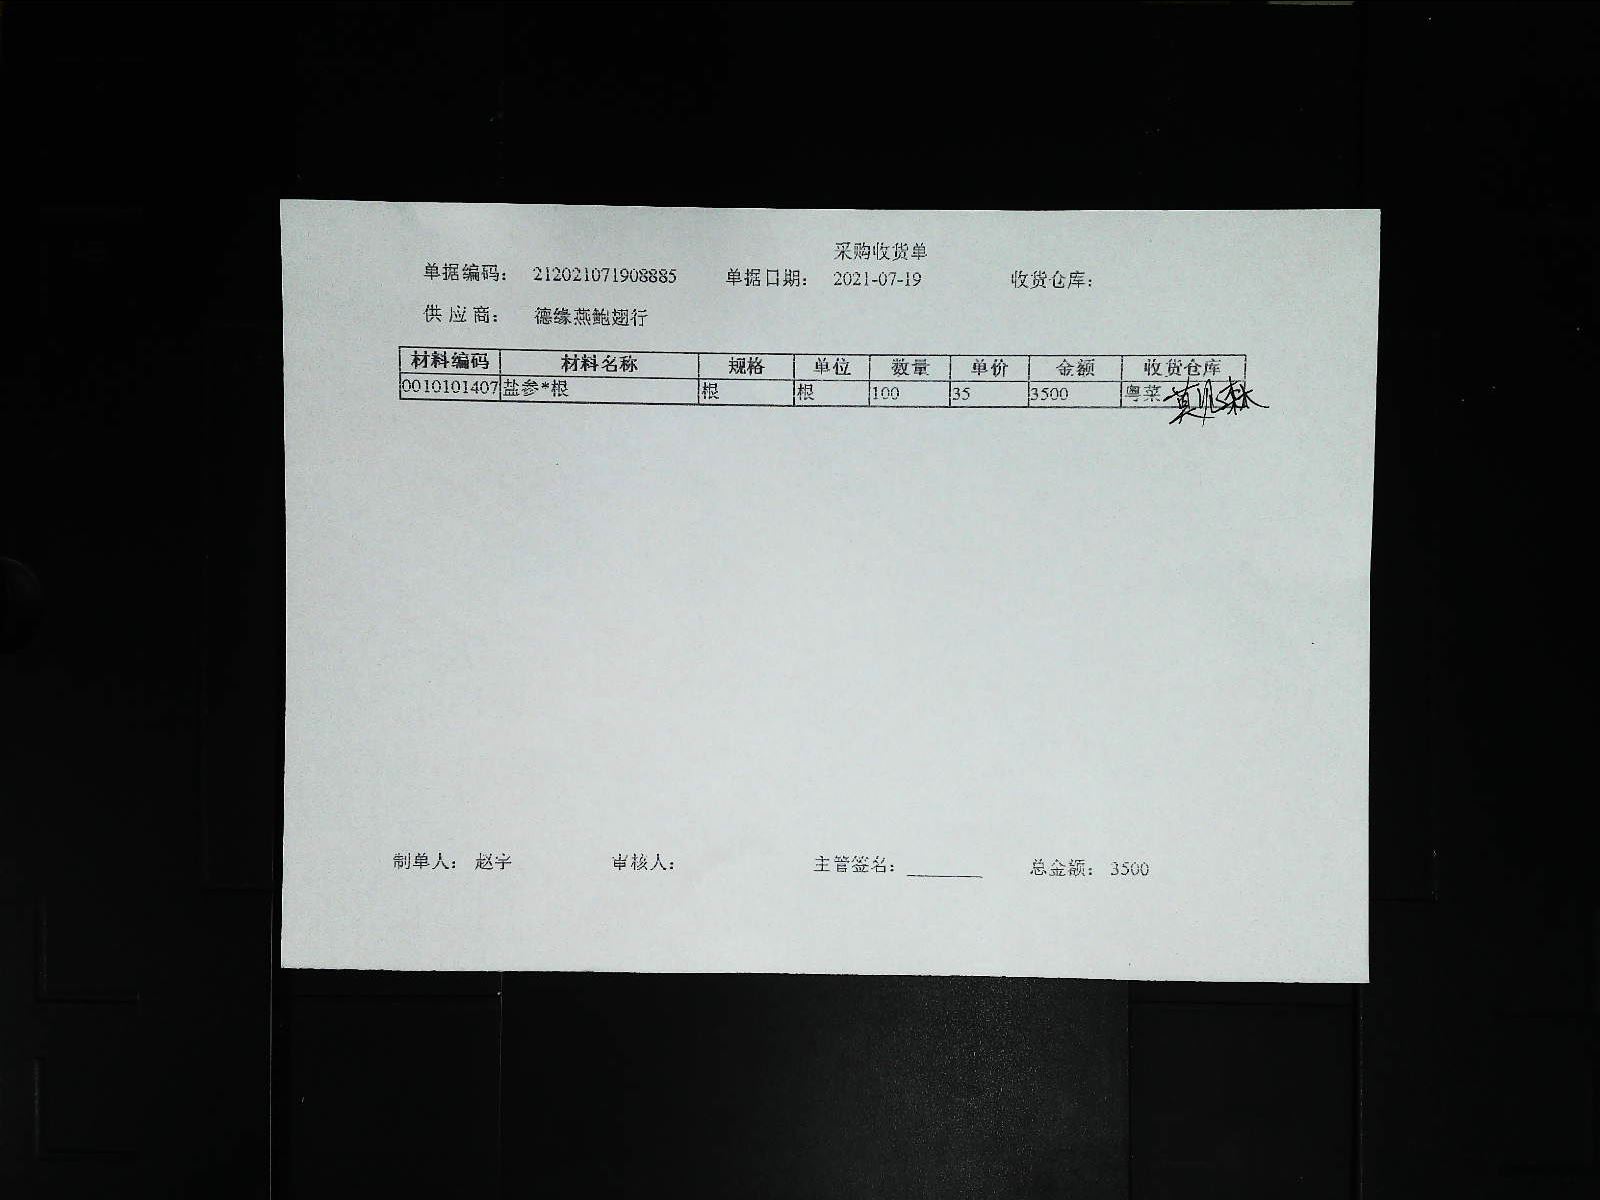 采购收货单
单据编码： 212021071908885 单据日期： 2021-07-19 收货仓库：
供应商： 德缘燕鲍翅行
材料编码 材料名称 规格 单位 数量 单价 金额 收货仓库
0010101407 盐参*根 根 根 100 35 3500 粤菜
制单人： 赵宇 审核人： 主管签名：________ 总金额： 3500